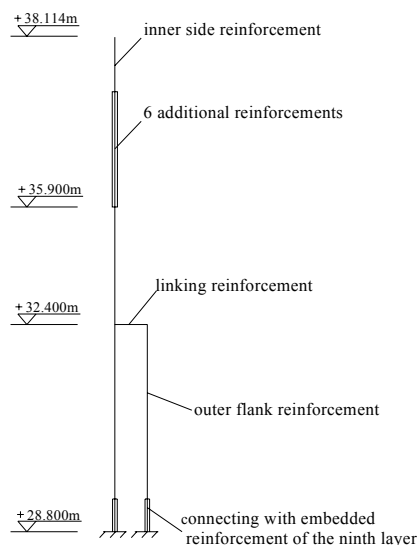 +38.114m
inner side reinforcement
6 additional reinforcements
+35.900m
linking reinforcement
+32.400m
outer flank reinforcement
connecting with embedded
+28.800m
reinforcement of the ninth layer